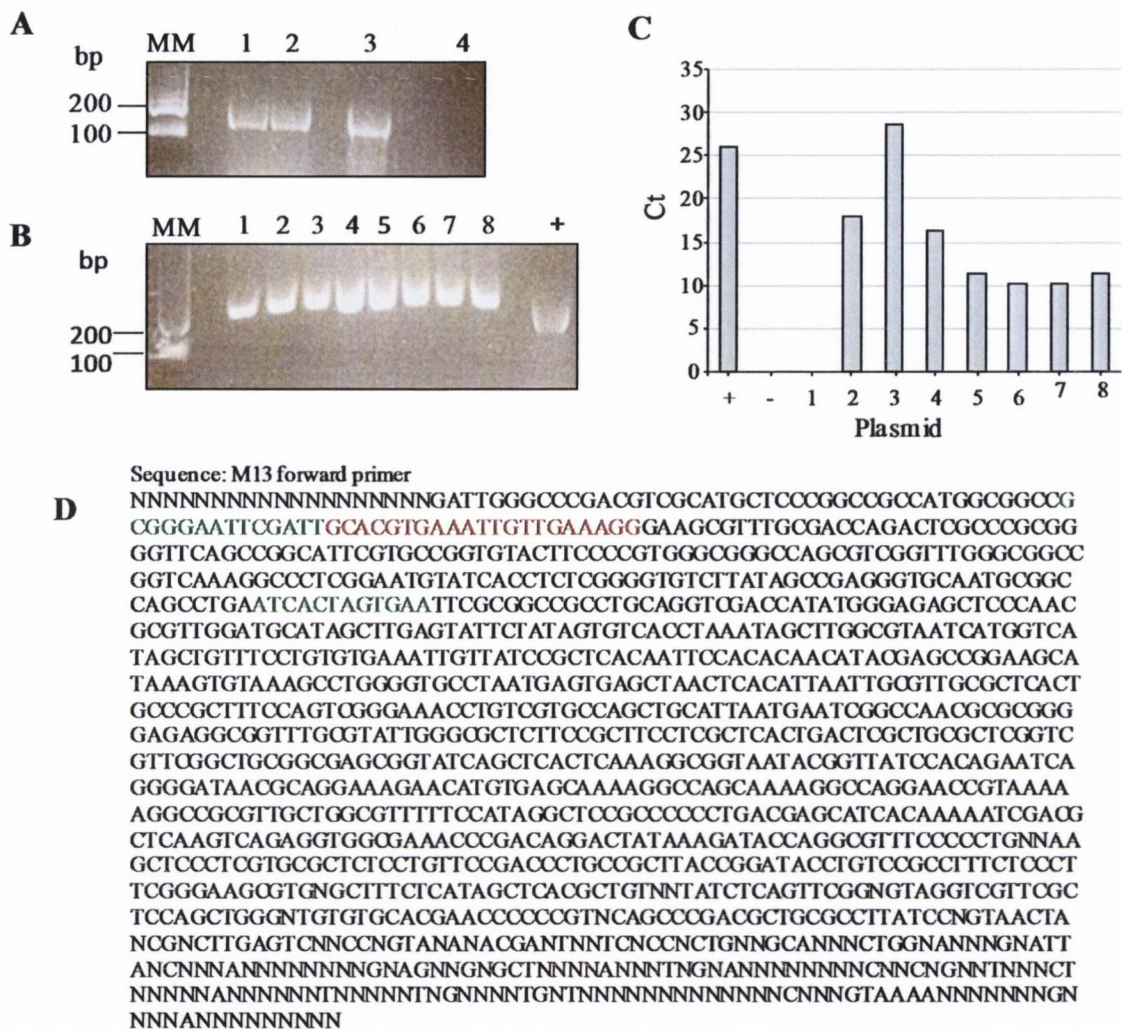 A
bp
MM 1 2 3 4
200
100
B
bp
MM 1 2 3 4 5 6 7 8 +
200
100
C
Ct
35
30
25
20
15
10
5
0
+ - 1 2 3 4 5 6 7 8
Plasmid
D
Sequence: M13 forward primer
NNNNNNNNNNNNNNNNNNNGATTGGGCCCGACGTCGCATGCTCCCGGCCGCCATGGCGGCCG
CGGGAATTCGATTGCACGTGAAATTGTTGAAAGGGAAGCGTTTGCGACCAGACTCGCCCGCGG
GGTTCAGCCGGCATTCGTGCCGGTGTACTTCCCCGTGGGCGGGCCAGCGTCGGTTTGGGCGGCC
GGTCAAAGGCCCTCGGAATGTATCACCTCTCGGGGTGTCTTATAGCCGAGGGTGCAATGCGGC
CAGCCTGAATCACTAGTGAATTCGCGGCCGCCTGCAGGTCGACCATATGGGAGAGCTCCCAAC
GCGTTGGATGCATAGCTTGAGTATTCTATAGTGTCACCTAAATAGCTTGGCGTAATCATGGTCA
TAGCTGTTTCCTGTGTGAAATTGTTATCCGCTCACAATTCCACACAACATACGAGCCGGAAGCA
TAAAGTGTAAAGCCTGGGGTGCCTAATGAGTGAGCTAACTCACATTAATTGCGTTGCGCTCACT
GCCCGCTTTCCAGTCGGGAAACCTGTCGTGCCAGCTGCATTAATGAATCGGCCAACGCGCGGG
GAGAGGCGGTTTGCGTATTGGGCGCTCTTCCGCTTCCTCGCTCACTGACTCGCTGCGCTCGGTC
GTTCGGCTGCGGCGAGCGGTATCAGCTCACTCAAAGGCGGTAATACGGTTATCCACAGAATCA
GGGGATAACGCAGGAAAGAACATGTGAGCAAAAGGCCAGCAAAAGGCCAGGAACCGTAAAA
AGGCCGCGTTGCTGGCGTTTTTCCATAGGCTCCGCCCCCCTGACGAGCATCACAAAAATCGACG
CTCAAGTCAGAGGTGGCGAAACCCGACAGGACTATAAAGATACCAGGCGTTTCCCCCTGNNAA
GCTCCCTCGTGCGCTCTCCTGTTCCGACCCTGCCGCTTACCGGATACCTGTCCGCCTTTCTCCCT
TCGGGAAGCGTGNGCTTTCTCATAGCTCACGCTGTNNTATCTCAGTTCGGNGTAGGTCGTTCGC
TCCAGCTGGGNTGTGTGCACGAACCCCCCGTNCAGCCCGACGCTGCGCCTTATCCNGTAACTA
NCGNCTTGAGTCNNCCNGTANANACGANTNNTCNCCNCTGNNGCANNNCTGGNANNNGNATT
ANCNNNANNNNNNNNGNAGNNGNGCTNNNNANNNTNGNANNNNNNNNCNNCNGNNTNNNCT
NNNNNANNNNNNTNNNNNTNGNNNNTGNTNNNNNNNNNNNNNCNNNGTAAAANNNNNNNGN
NNNANNNNNNNNN